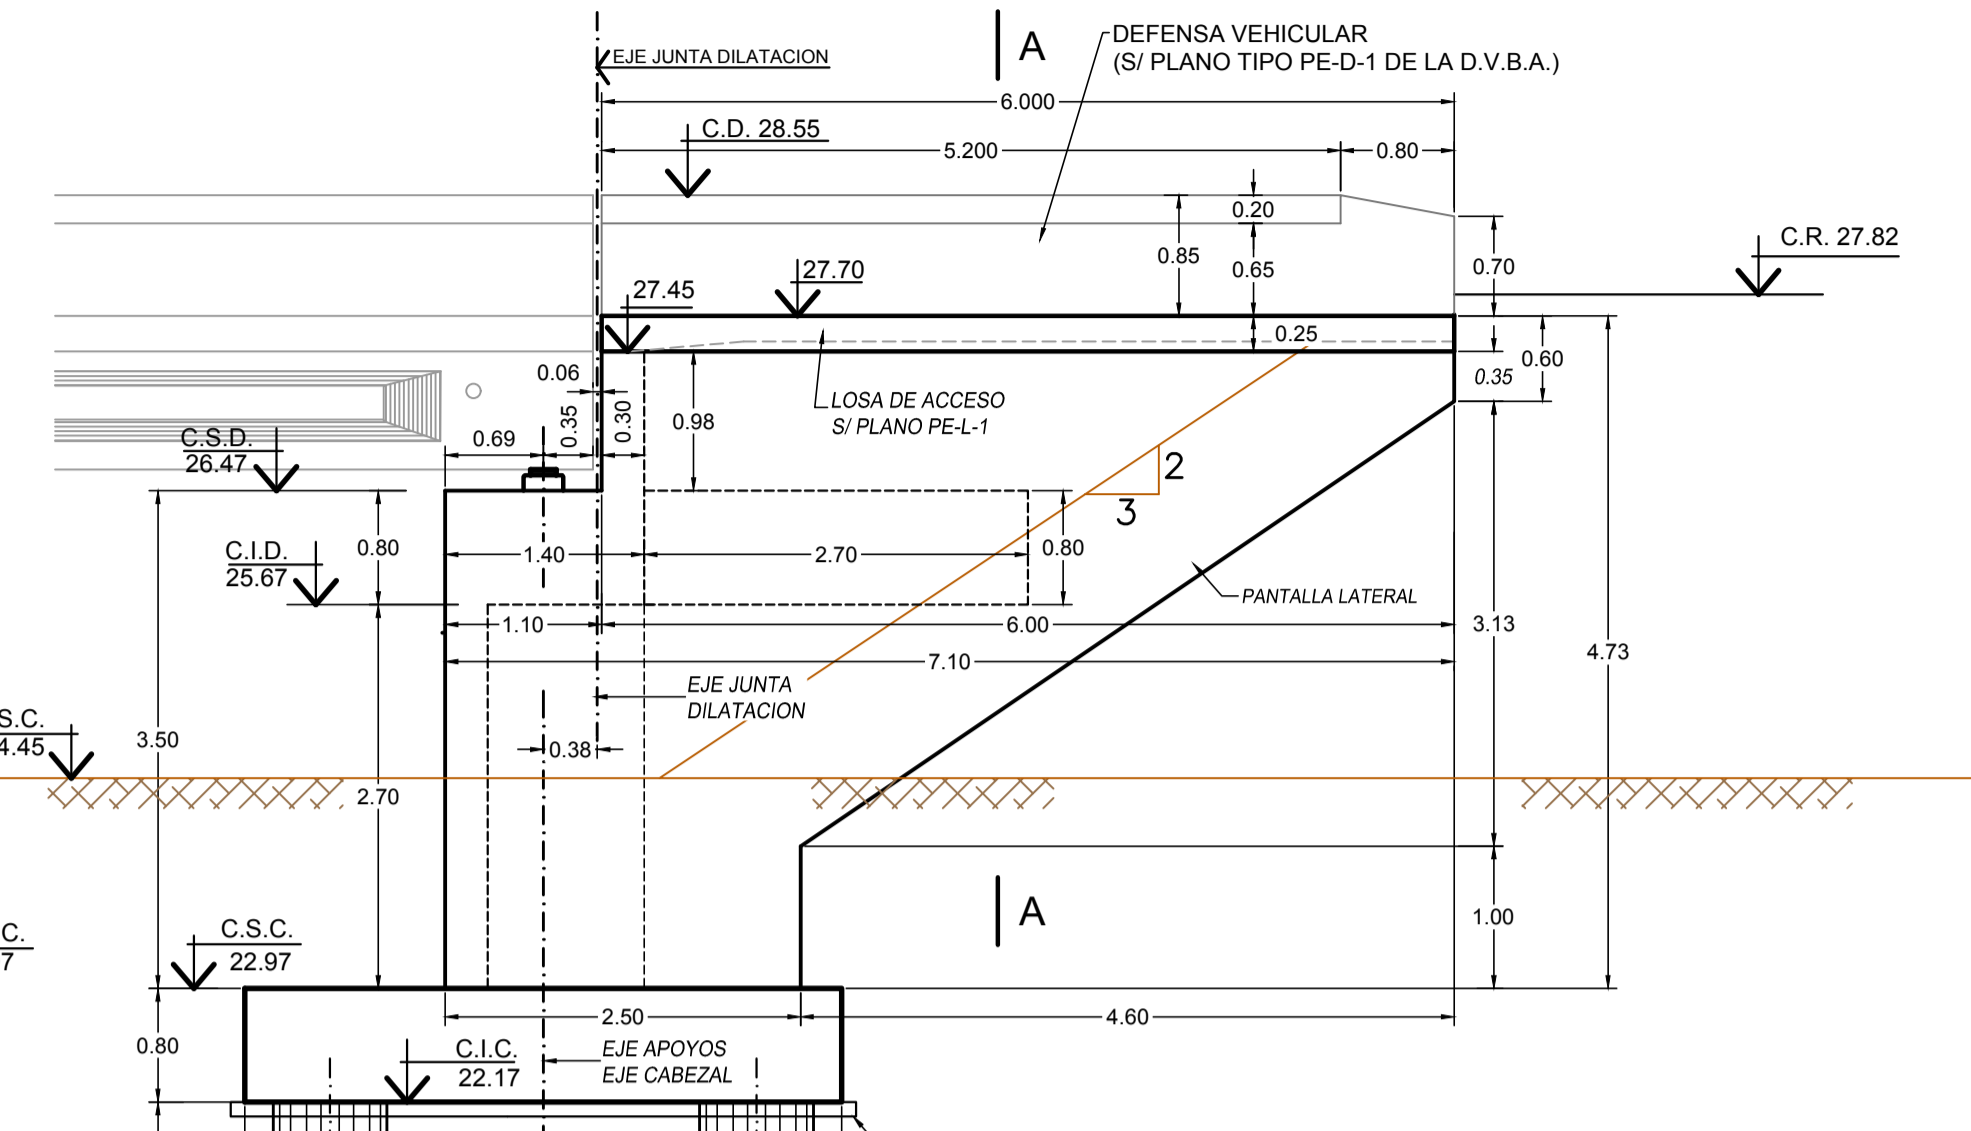 A
DEFENSA VEHICULAR
(S/ PLANO TIPO PE-D-1 DE LA D.V.B.A.)
EJE JUNTA DILATACION
6.000
C.D. 28.55
5.200
0.80
0.20
C.R. 27.82
0.85
0.65
0.70
27.70
27.45
0.25
0.60
0.35
0.06
LOSA DE ACCESO
S/ PLANO PE-L-1
0.69
0.35
0.30
0.98
C.S.D.
26.47
2
3
0.80
1.40
2.70
0.80
C.I.D.
25.67
PANTALLA LATERAL
1.10
6.00
3.13
4.73
7.10
EJE JUNTA
DILATACION
S.C.
4.45
3.50
0.38
2.70
A
1.00
C.
7
C.S.C.
22.97
2.50
4.60
0.80
C.I.C.
22.17
EJE APOYOS
EJE CABEZAL